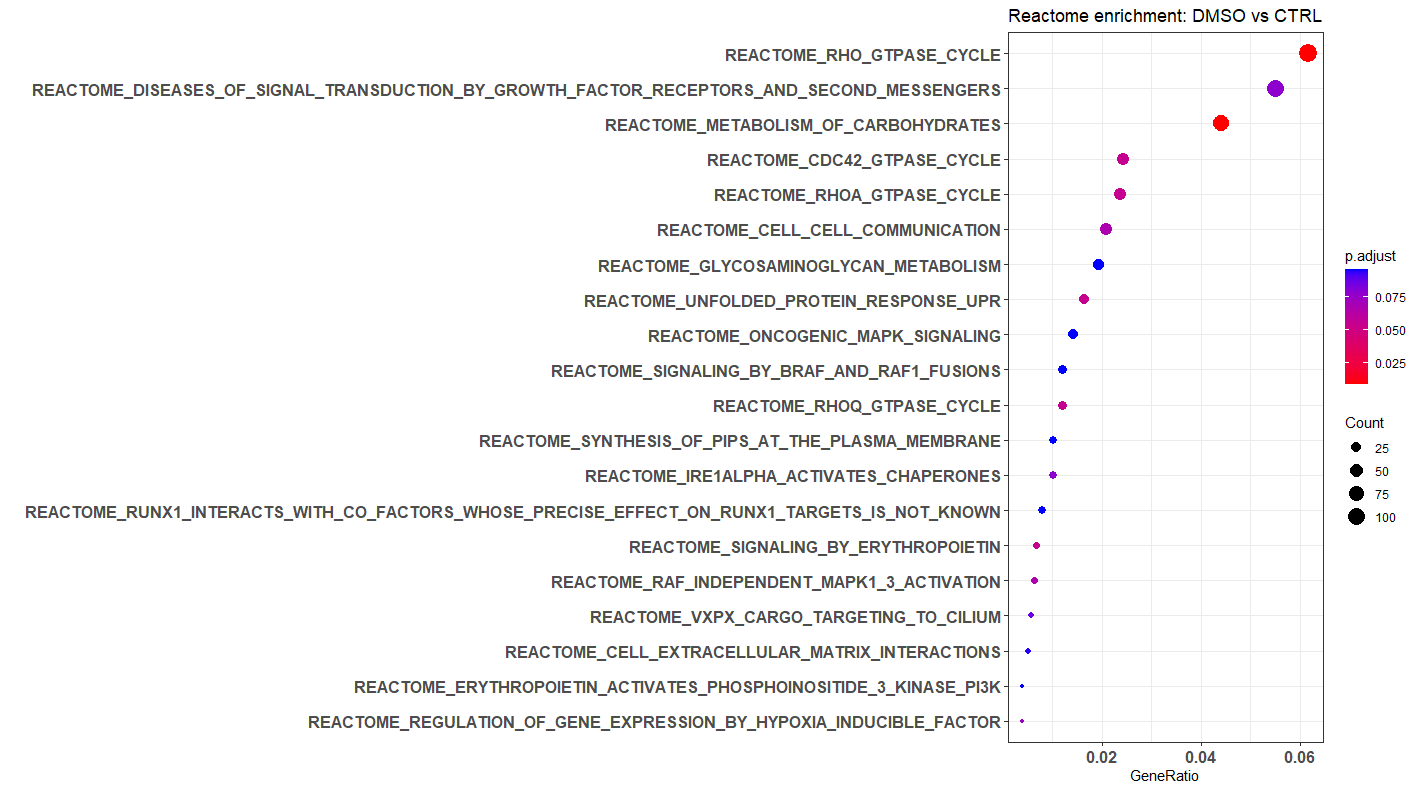 Reactome enrichment: DMSO vs CTRL
REACTOME_RHO_GTPASE_CYCLE
REACTOME_DISEASES_OF_SIGNAL_TRANSDUCTION_BY_GROWTH_FACTOR_RECEPTORS_AND_SECOND_MESSENGERS
REACTOME_METABOLISM_OF_CARBOHYDRATES
REACTOME_CDC42_GTPASE_CYCLE
REACTOME_RHOA_GTPASE_CYCLE
REACTOME_CELL_CELL_COMMUNICATION
REACTOME_GLYCOSAMINOGLYCAN_METABOLISM
REACTOME_UNFOLDED_PROTEIN_RESPONSE_UPR
REACTOME_ONCOGENIC_MAPK_SIGNALING
REACTOME_SIGNALING_BY_BRAF_AND_RAF1_FUSIONS
REACTOME_RHOQ_GTPASE_CYCLE
REACTOME_SYNTHESIS_OF_PIPS_AT_THE_PLASMA_MEMBRANE
REACTOME_IRE1ALPHA_ACTIVATES_CHAPERONES
REACTOME_RUNX1_INTERACTS_WITH_CO_FACTORS_WHOSE_PRECISE_EFFECT_ON_RUNX1_TARGETS_IS_NOT_KNOWN
REACTOME_SIGNALING_BY_ERYTHROPOIETIN
REACTOME_RAF_INDEPENDENT_MAPK1_3_ACTIVATION
REACTOME_VXPX_CARGO_TARGETING_TO_CILIUM
REACTOME_CELL_EXTRACELLULAR_MATRIX_INTERACTIONS
REACTOME_ERYTHROPOIETIN_ACTIVATES_PHOSPHOINOSITIDE_3_KINASE_PI3K
REACTOME_REGULATION_OF_GENE_EXPRESSION_BY_HYPOXIA_INDUCIBLE_FACTOR
0.02 0.04 0.06
GeneRatio
p.adjust
0.075
0.050
0.025
Count
25
50
75
100